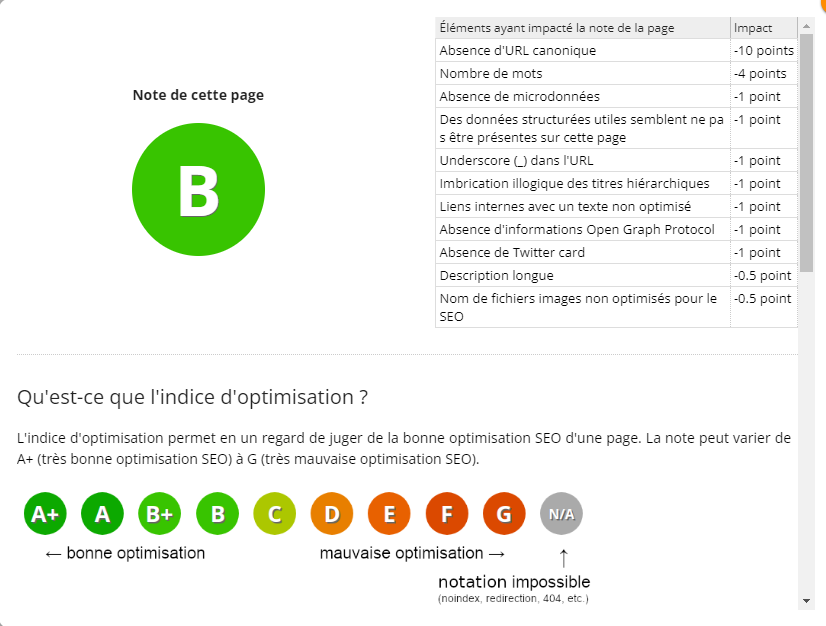 Note de cette page
B
Éléments ayant impacté la note de la page Impact
Absence d'URL canonique -10 points
Nombre de mots -4 points
Absence de microdonnées -1 point
Des données structurées utiles semblent ne pa -1 point
s être présentes sur cette page
Underscore (_) dans l'URL -1 point
Imbrication illogique des titres hiérarchiques -1 point
Liens internes avec un texte non optimisé -1 point
Absence d'informations Open Graph Protocol -1 point
Absence de Twitter card -1 point
Description longue -0.5 point
Nom de fichiers images non optimisés pour le -0.5 point
SEO
Qu'est-ce que l'indice d'optimisation ?
L'indice d'optimisation permet en un regard de juger de la bonne optimisation SEO d'une page. La note peut varier de
A+ (très bonne optimisation SEO) à G (très mauvaise optimisation SEO).
A+ A B+ B C D E F G N/A
← bonne optimisation mauvaise optimisation →
notation impossible
(noindex, redirection, 404, etc.)